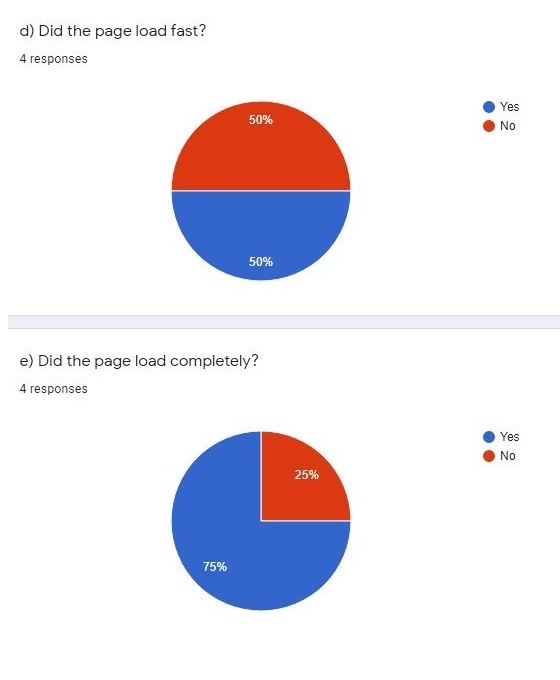 d) Did the page load fast?
4 responses
50%
50%
Yes
No
e) Did the page load completely?
4 responses
25%
75%
Yes
No